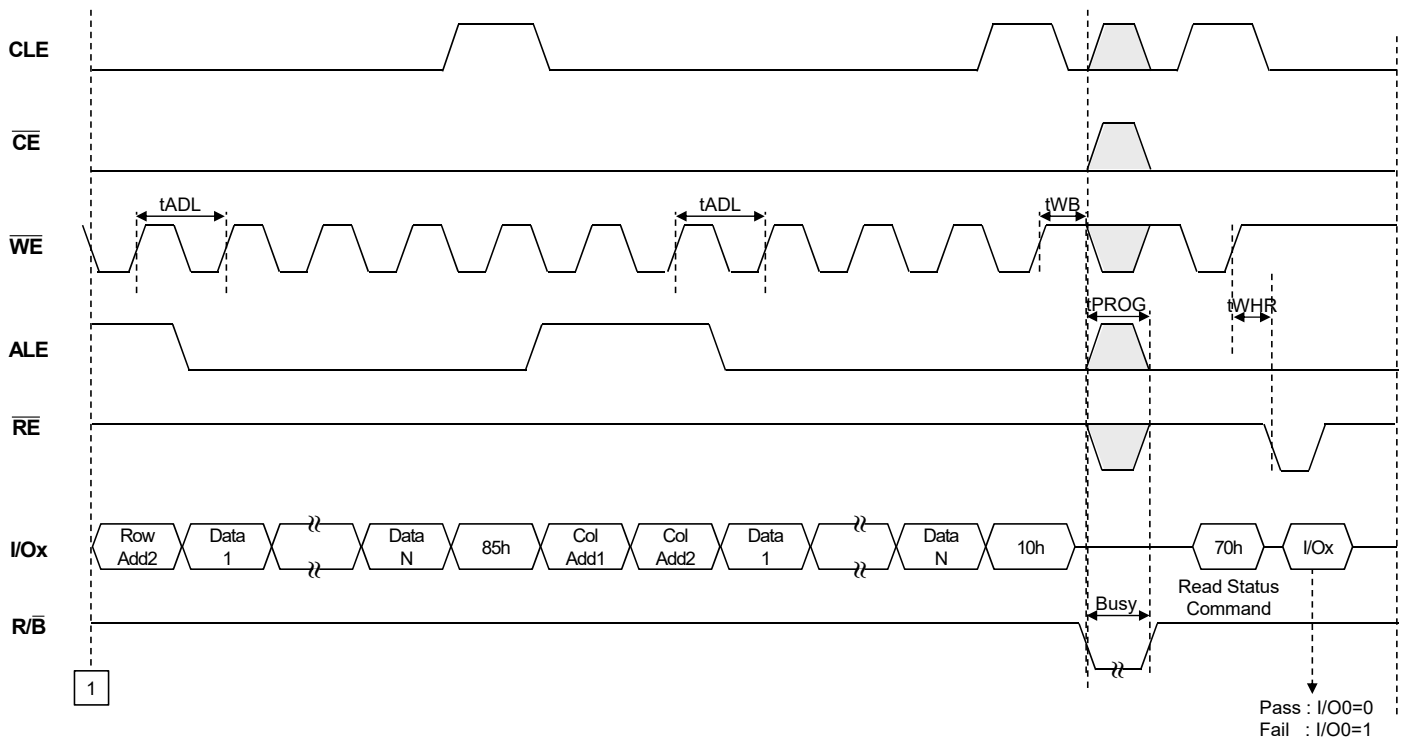 CLE
CE
tADL
tADL
tWB
WE
tPROG
tWHR
ALE
RE
I/Ox
Row
Add2
Data
1
Data
N
85h
Col
Add1
Col
Add2
Data
1
Data
N
10h
70h
I/Ox
Read Status
Command
Busy
R/B
1
Pass : I/O0=0
Fail : I/O0=1